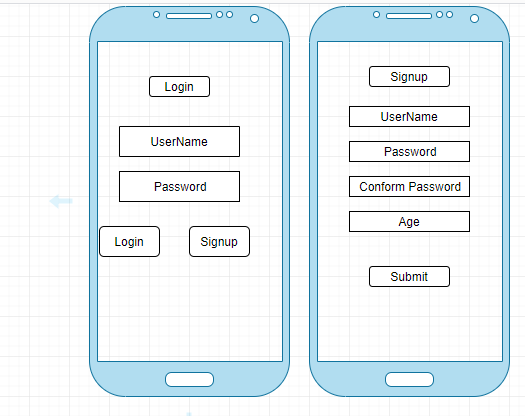 Login
UserName
Password
Login
Signup
Signup
UserName
Password
Conform Password
Age
Submit